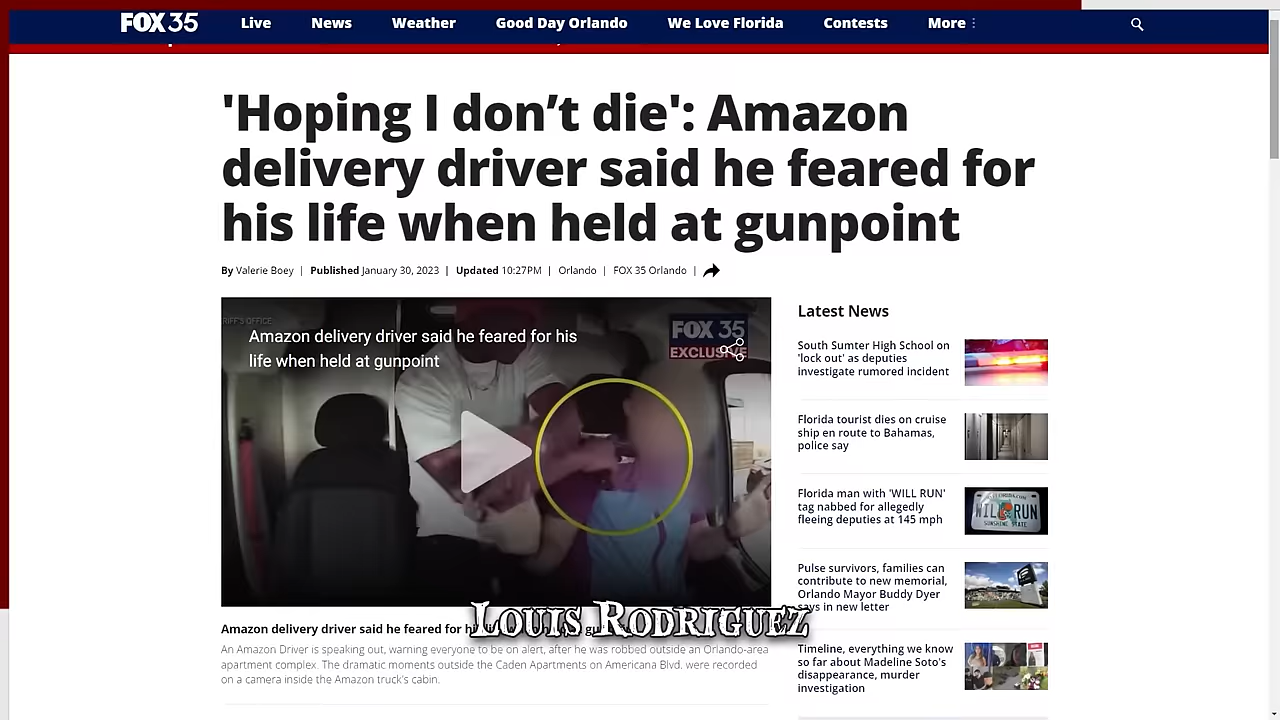 FOX 35 Live News Weather Good Day Orlando We Love Florida Contests More
'Hoping I don’t die': Amazon
delivery driver said he feared for
his life when held at gunpoint
By Valerie Boey | Published January 30, 2023 | Updated 10:27PM | Orlando | FOX 35 Orlando |
RIFF'S OFFICE
Amazon delivery driver said he feared for his
life when held at gunpoint
FOX 35
EXCLUSIVE
LOUIS RODRIGUEZ
Amazon delivery driver said he feared for
An Amazon Driver is speaking out, warning everyone to be on alert, after he was robbed outside an Orlando-area
apartment complex. The dramatic moments outside the Caden Apartments on Americana Blvd. were recorded
on a camera inside the Amazon truck's cabin.
Latest News
South Sumter High School on
'lock out' as deputies
investigate rumored incident
Florida tourist dies on cruise
ship en route to Bahamas,
police say
Florida man with 'WILL RUN'
tag nabbed for allegedly
fleeing deputies at 145 mph
WILL RUN
SUNSHINE STATE
Pulse survivors, families can
contribute to new memorial,
Orlando Mayor Buddy Dyer
says in new letter
Timeline, everything we know
so far about Madeline Soto's
disappearance, murder
investigation